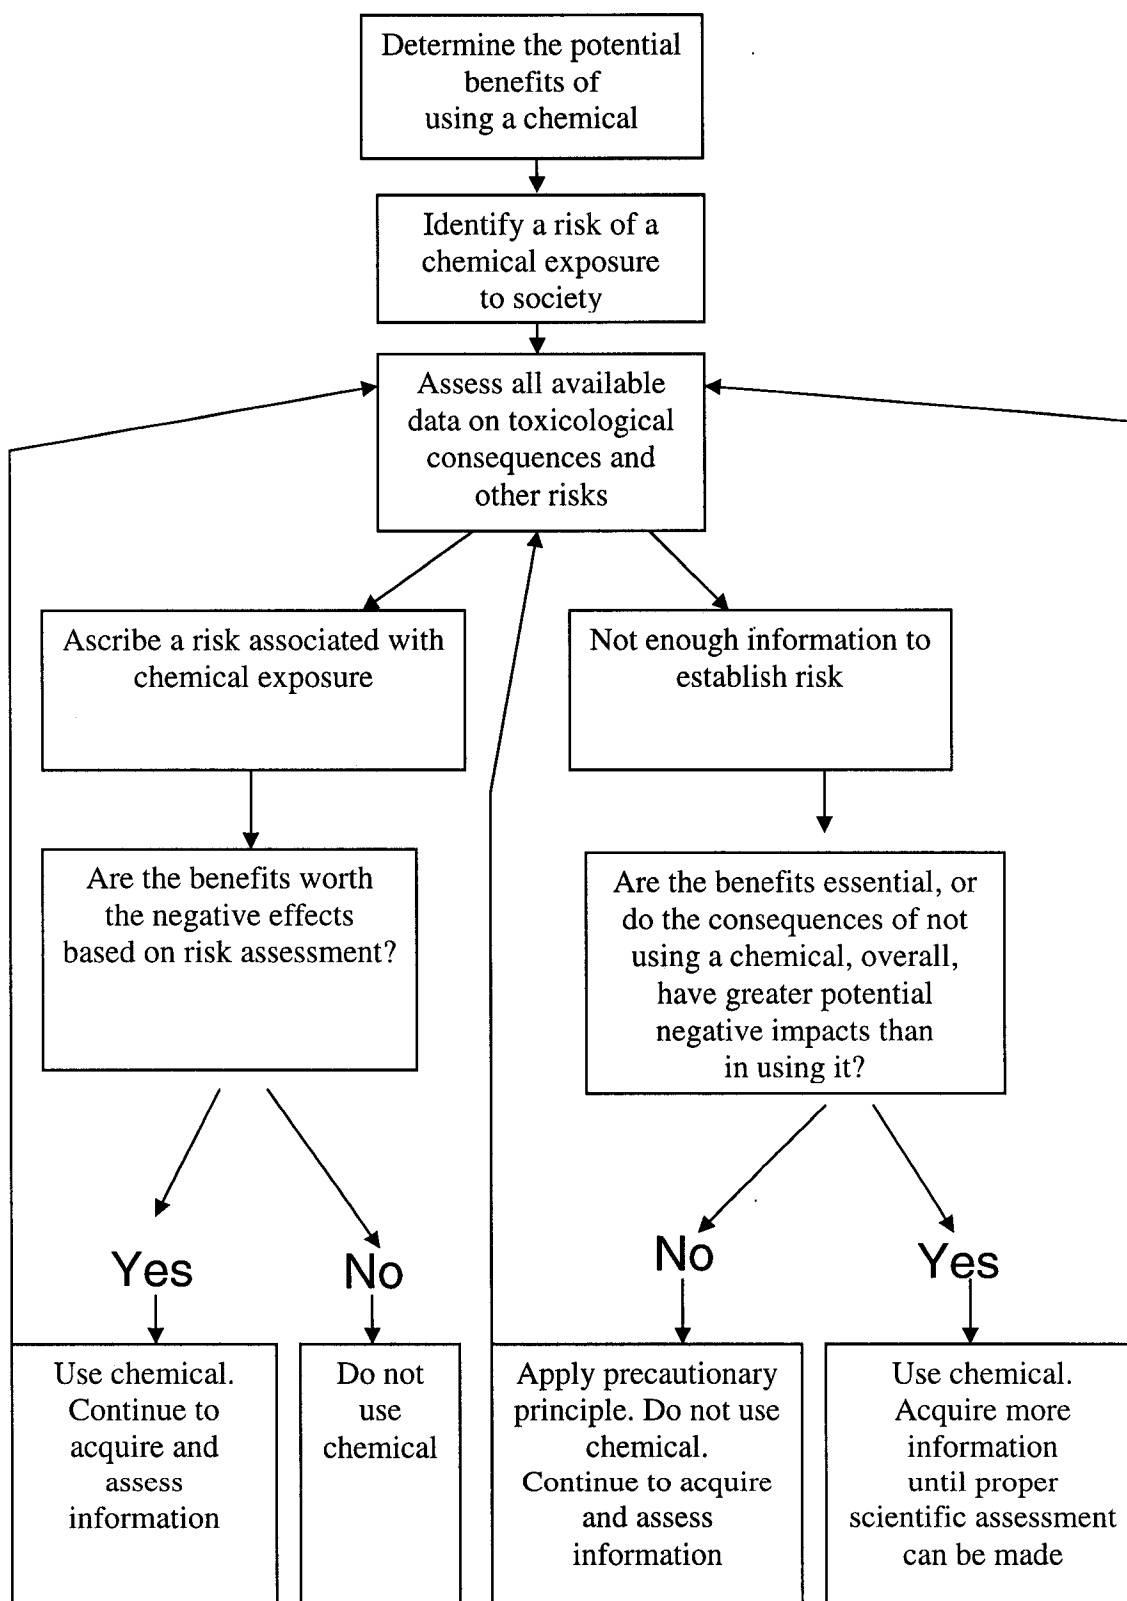 Determine the potential
benefits of
using a chemical
Identify a risk of a
chemical exposure
to society
Assess all available
data on toxicological
consequences and
other risks
Ascribe a risk associated with
chemical exposure
Not enough information to
establish risk
Are the benefits worth
the negative effects
based on risk assessment?
Are the benefits essential, or
do the consequences of not
using a chemical, overall,
have greater potential
negative impacts than
in using it?
Yes
No
No
Yes
Use chemical.
Continue to
acquire and
assess
information
Do not
use
chemical
Apply precautionary
principle. Do not use
chemical.
Continue to acquire
and assess
information
Use chemical.
Acquire more
information
until proper
scientific assessment
can be made